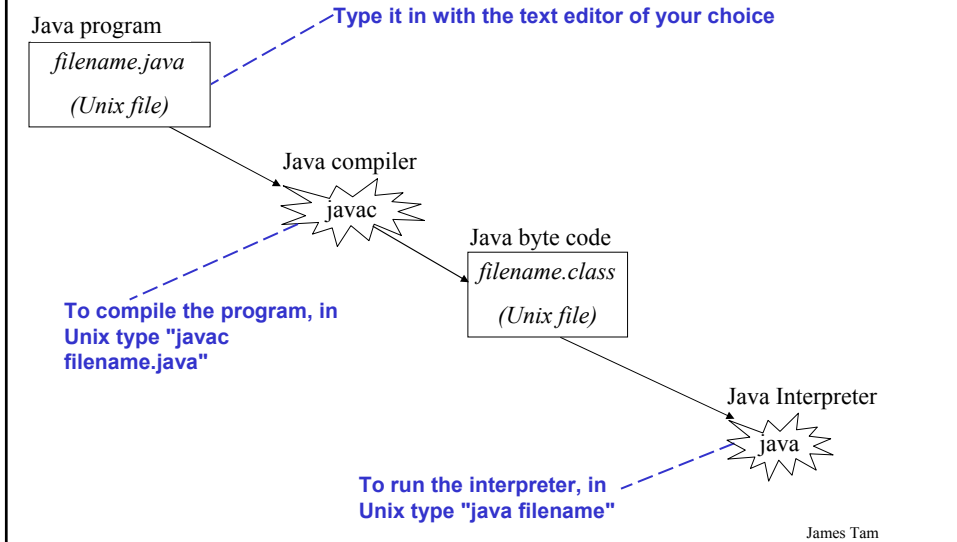 Type it in with the text editor of your choice
Java program
filename.java
(Unix file)
Java compiler
javac
Java byte code
filename.class
(Unix file)
To compile the program, in
Unix type "javac
filename.java"
Java Interpreter
java
To run the interpreter, in
Unix type "java filename"
James Tam